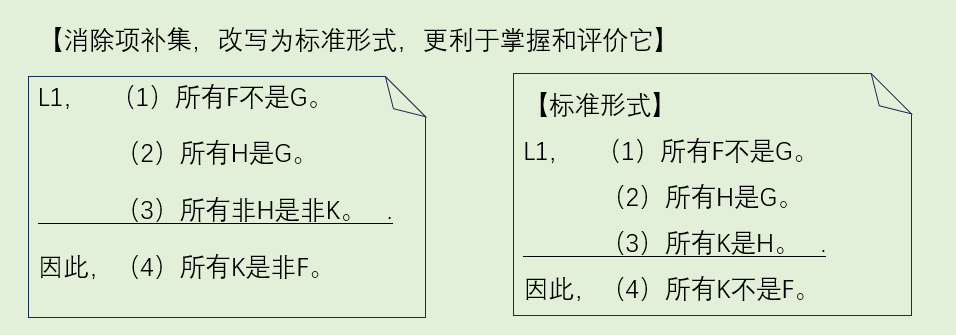 【消除项补集，改写为标准形式，更利于掌握和评价它】
L1， （1）所有F不是G。
（2）所有H是G。
（3）所有非H是非K。 .
因此，（4）所有K是非F。
【标准形式】
L1， （1）所有F不是G。
（2）所有H是G。
（3）所有K是H。 .
因此，（4）所有K不是F。